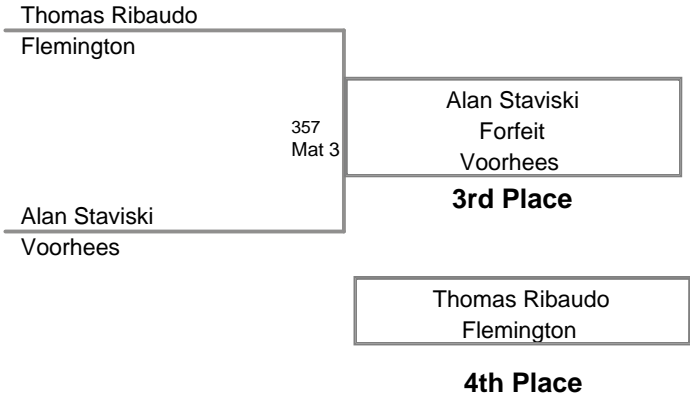 Thomas Ribaudo
Flemington
Alan Staviski
Forfeit
Voorhees
357
Mat 3
3rd Place
Alan Staviski
Voorhees
Thomas Ribaudo
Flemington
4th Place